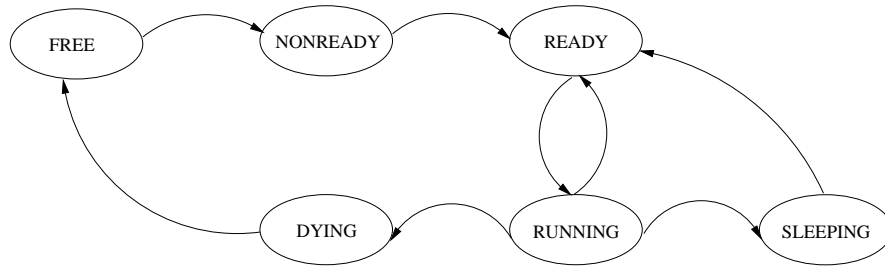 FREE
NONREADY
READY
DYING
RUNNING
SLEEPING